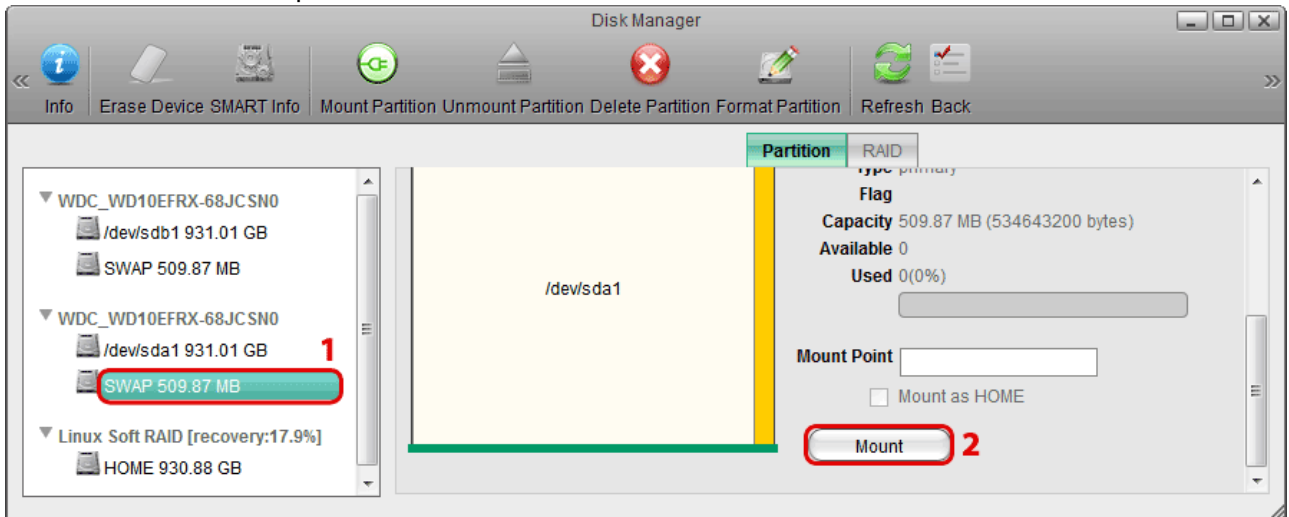 Disk Manager
Info Erase Device SMART Info Mount Partition Unmount Partition Delete Partition Format Partition Refresh Back
Partition RAID
WDC_WD10EFRX-68JCSN0
/dev/sdb1 931.01 GB
SWAP 509.87 MB
WDC_WD10EFRX-68JCSN0
/dev/sda1 931.01 GB 1
SWAP 509.87 MB
Linux Soft RAID [recovery:17.9%]
HOME 930.88 GB
/dev/sda1
Type primary
Flag
Capacity 509.87 MB (534643200 bytes)
Available 0
Used 0(0%)
Mount Point
Mount as HOME
Mount 2